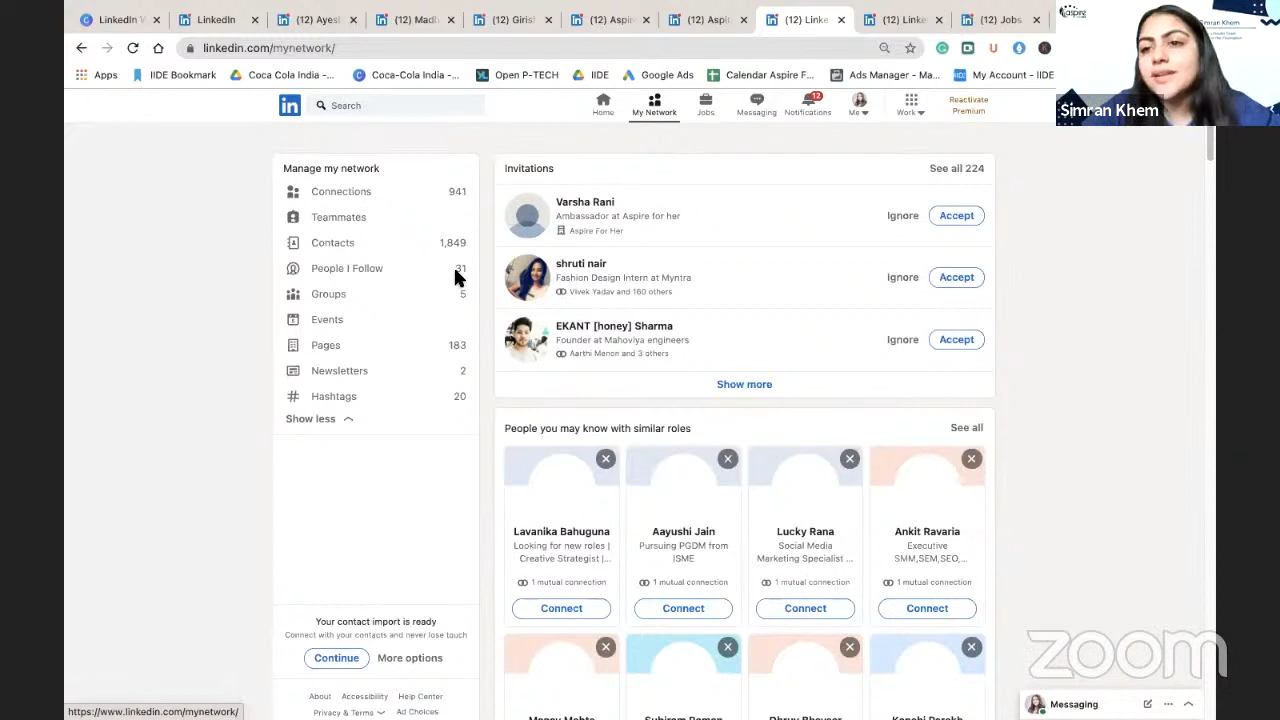 LinkedIn
LinkedIn
(12) Ayesl
(12) Madh
(12) Girisl
(12) Aspir
(12) Aspi
(12) Linke
(12) Linke
(12) Jobs
linkedin.com/mynetwork/
Apps
IIDE Bookmark
Coca Cola India -...
Coca-Cola India -...
Open P-TECH
IIDE
Google Ads
Calendar Aspire F...
Ads Manager - Ma...
My Account - IIDE
aspire
Simran Khem
Simran Khem
in
Search
Home
My Network
Jobs
Messaging
12
Notifications
Me
Work
Reactivate
Premium
Manage my network
Connections 941
Teammates
Contacts 1,849
People I Follow 31
Groups 5
Events
Pages 183
Newsletters 2
Hashtags 20
Show less
Your contact import is ready
Connect with your contacts and never lose touch
Continue More options
About Accessibility Help Center
Privacy & Terms Ad Choices
Invitations See all 224
Varsha Rani
Ambassador at Aspire for her
Aspire For Her
Ignore Accept
shruti nair
Fashion Design Intern at Myntra
Vivek Yadav and 160 others
Ignore Accept
EKANT [honey] Sharma
Founder at Mahoviya engineers
Aarthi Menon and 3 others
Ignore Accept
Show more
People you may know with similar roles See all
Lavanika Bahuguna
Looking for new roles |
Creative Strategist |...
1 mutual connection
Connect
Aayushi Jain
Pursuing PGDM from
ISME
1 mutual connection
Connect
Lucky Rana
Social Media
Marketing Specialist ...
1 mutual connection
Connect
Ankit Ravaria
Executive
SMM,SEM,SEO,...
1 mutual connection
Connect
zoom
Messaging
https://www.linkedin.com/mynetwork/